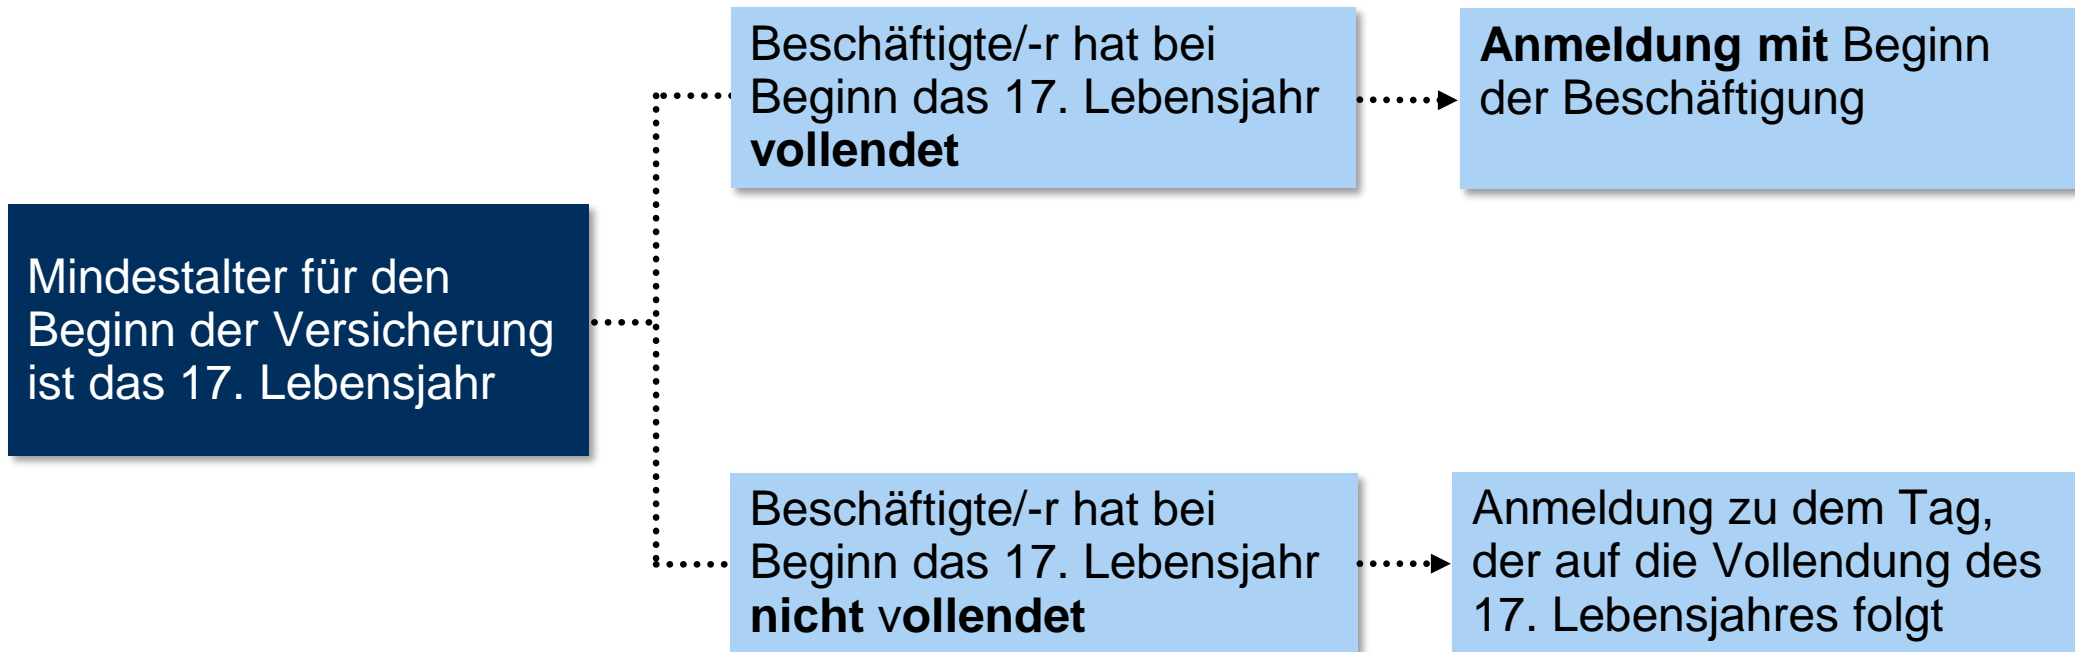 Mindestalter für den
Beginn der Versicherung
ist das 17. Lebensjahr
Beschäftigte/-r hat bei
Beginn das 17. Lebensjahr
vollendet
Anmeldung mit Beginn
der Beschäftigung
Beschäftigte/-r hat bei
Beginn das 17. Lebensjahr
nicht vollendet
Anmeldung zu dem Tag,
der auf die Vollendung des
17. Lebensjahres folgt